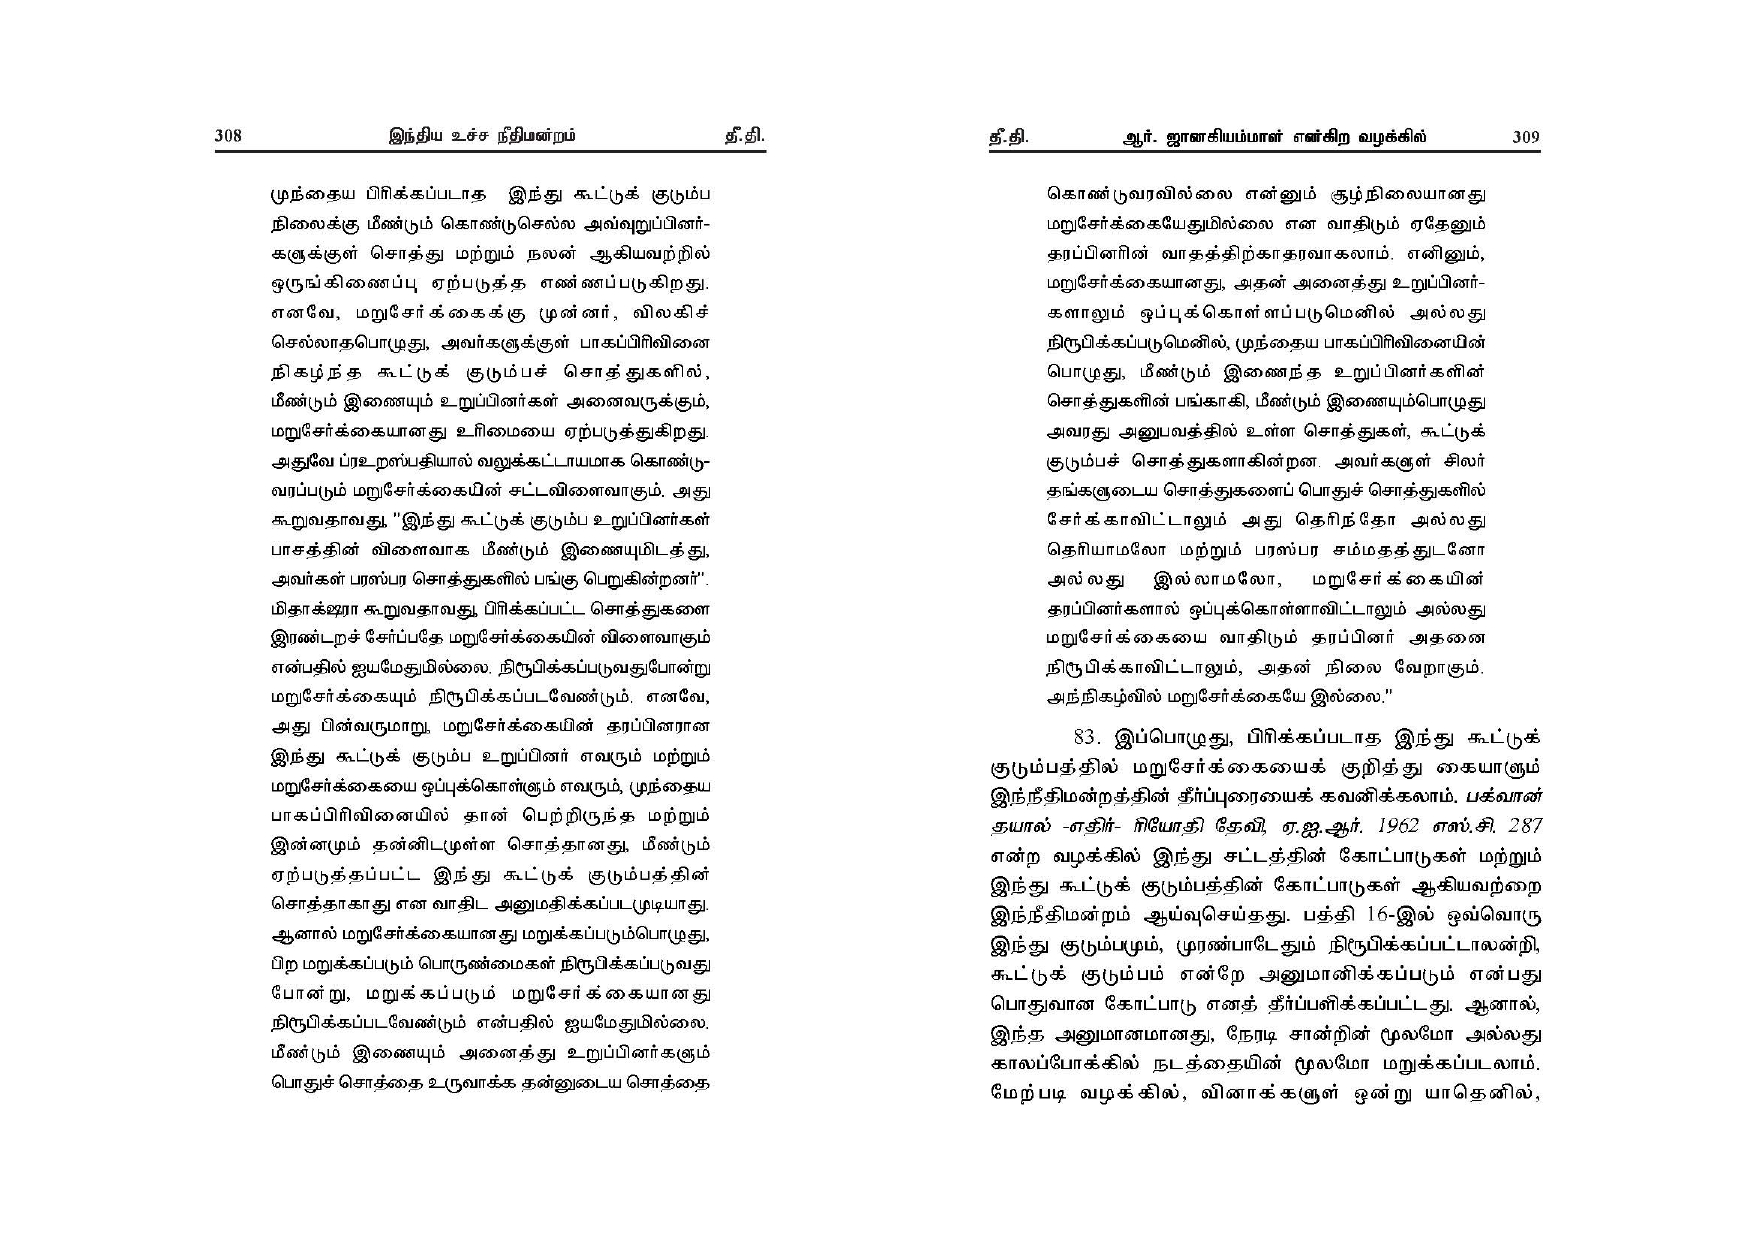 308 இந்திய உச்ச நீதிமன்றம் தீ.தி.
முந்தைய பிரிக்கப்படாத இந்து கூட்டுக் குடும்ப
நிலைக்கு மீண்டும் கொண்டுசெல்ல அவ்வுறுப்பினர்-
களுக்குள் சொத்து மற்றும் நலன் ஆகியவற்றில்
ஒருங்கிணைப்பு ஏற்படுத்த எண்ணப்படுகிறது.
எனவே, மறுசேர்க்கைக்கு முன்னர், விலகிச்
செல்லாதபொழுது, அவர்களுக்குள் பாகப்பிரிவினை
நிகழ்ந்த கூட்டுக் குடும்பச் சொத்துகளில்,
மீண்டும் இணையும் உறுப்பினர்கள் அனைவருக்கும்,
மறுசேர்க்கையானது உரிமையை ஏற்படுத்துகிறது.
அதுவே ப்ரஉறஸ்பதியால் வலுக்கட்டாயமாக கொண்டு-
வரப்படும் மறுசேர்க்கையின் சட்டவிளைவாகும். அது
கூறுவதாவது, "இந்து கூட்டுக் குடும்ப உறுப்பினர்கள்
பாசத்தின் விளைவாக மீண்டும் இணையுமிடத்து,
அவர்கள் பரஸ்பர சொத்துகளில் பங்கு பெறுகின்றனர்".
மிதாக்ஷரா கூறுவதாவது, பிரிக்கப்பட்ட சொத்துகளை
இரண்டறச் சேர்ப்பதே மறுசேர்க்கையின் விளைவாகும்
என்பதில் ஐயமேதுமில்லை. நிரூபிக்கப்படுவதுபோன்று
மறுசேர்க்கையும் நிரூபிக்கப்படவேண்டும். எனவே,
அது பின்வருமாறு, மறுசேர்க்கையின் தரப்பினரான
இந்து கூட்டுக் குடும்ப உறுப்பினர் எவரும் மற்றும்
மறுசேர்க்கையை ஒப்புக்கொள்ளும் எவரும், முந்தைய
பாகப்பிரிவினையில் தான் பெற்றிருந்த மற்றும்
இன்னமும் தன்னிடமுள்ள சொத்தானது, மீண்டும்
ஏற்படுத்தப்பட்ட இந்து கூட்டுக் குடும்பத்தின்
சொத்தாகாது என வாதிட அனுமதிக்கப்படமுடியாது.
ஆனால் மறுசேர்க்கையானது மறுக்கப்படும்பொழுது,
பிற மறுக்கப்படும் பொருண்மைகள் நிரூபிக்கப்படுவது
போன்று, மறுக்கப்படும் மறுசேர்க்கையானது
நிரூபிக்கப்படவேண்டும் என்பதில் ஐயமேதுமில்லை.
மீண்டும் இணையும் அனைத்து உறுப்பினர்களும்
பொதுச் சொத்தை உருவாக்க தன்னுடைய சொத்தை
தீ.தி. ஆர். ஜானகியம்மாள் என்கிற வழக்கில் 309
கொண்டுவரவில்லை என்னும் சூழ்நிலையானது
மறுசேர்க்கையேதுமில்லை என வாதிடும் ஏதேனும்
தரப்பினரின் வாதத்திற்காதரவாகலாம். எனினும்,
மறுசேர்க்கையானது, அதன் அனைத்து உறுப்பினர்-
களாலும் ஒப்புக்கொள்ளப்படுமெனில் அல்லது
நிரூபிக்கப்படுமெனில், முந்தைய பாகப்பிரிவினையின்
பொழுது, மீண்டும் இணைந்த உறுப்பினர்களின்
சொத்துகளின் பங்காகி, மீண்டும் இணையும்பொழுது
அவரது அனுபவத்தில் உள்ள சொத்துகள், கூட்டுக்
குடும்பச் சொத்துகளாகின்றன. அவர்களுள் சிலர்
தங்களுடைய சொத்துகளைப் பொதுச் சொத்துகளில்
சேர்க்காவிட்டாலும் அது தெரிந்தோ அல்லது
தெரியாமலோ மற்றும் பரஸ்பர சம்மதத்துடனோ
அல்லது இல்லாமலோ, மறுசேர்க்கையின்
தரப்பினர்களால் ஒப்புக்கொள்ளாவிட்டாலும் அல்லது
மறுசேர்க்கையை வாதிடும் தரப்பினர் அதனை
நிரூபிக்காவிட்டாலும், அதன் நிலை வேறாகும்.
அந்நிகழ்வில் மறுசேர்க்கையே இல்லை."
83. இப்பொழுது, பிரிக்கப்படாத இந்து கூட்டுக்
குடும்பத்தில் மறுசேர்க்கையைக் குறித்து கையாளும்
இந்நீதிமன்றத்தின் தீர்ப்புரையைக் கவனிக்கலாம். பக்வான்
தயால் -எதிர்- ரியோதி தேவி, ஏ.ஐ.ஆர். 1962 எஸ்.சி. 287
என்ற வழக்கில் இந்து சட்டத்தின் கோட்பாடுகள் மற்றும்
இந்து கூட்டுக் குடும்பத்தின் கோட்பாடுகள் ஆகியவற்றை
இந்நீதிமன்றம் ஆய்வுசெய்தது. பத்தி 16-இல் ஒவ்வொரு
இந்து குடும்பமும், முரண்பாடேதும் நிரூபிக்கப்பட்டாலன்றி,
கூட்டுக் குடும்பம் என்றே அனுமானிக்கப்படும் என்பது
பொதுவான கோட்பாடு எனத் தீர்ப்பளிக்கப்பட்டது. ஆனால்,
இந்த அனுமானமானது, நேரடி சான்றின் மூலமோ அல்லது
காலப்போக்கில் நடத்தையின் மூலமோ மறுக்கப்படலாம்.
மேற்படி வழக்கில், வினாக்களுள் ஒன்று யாதெனில்,